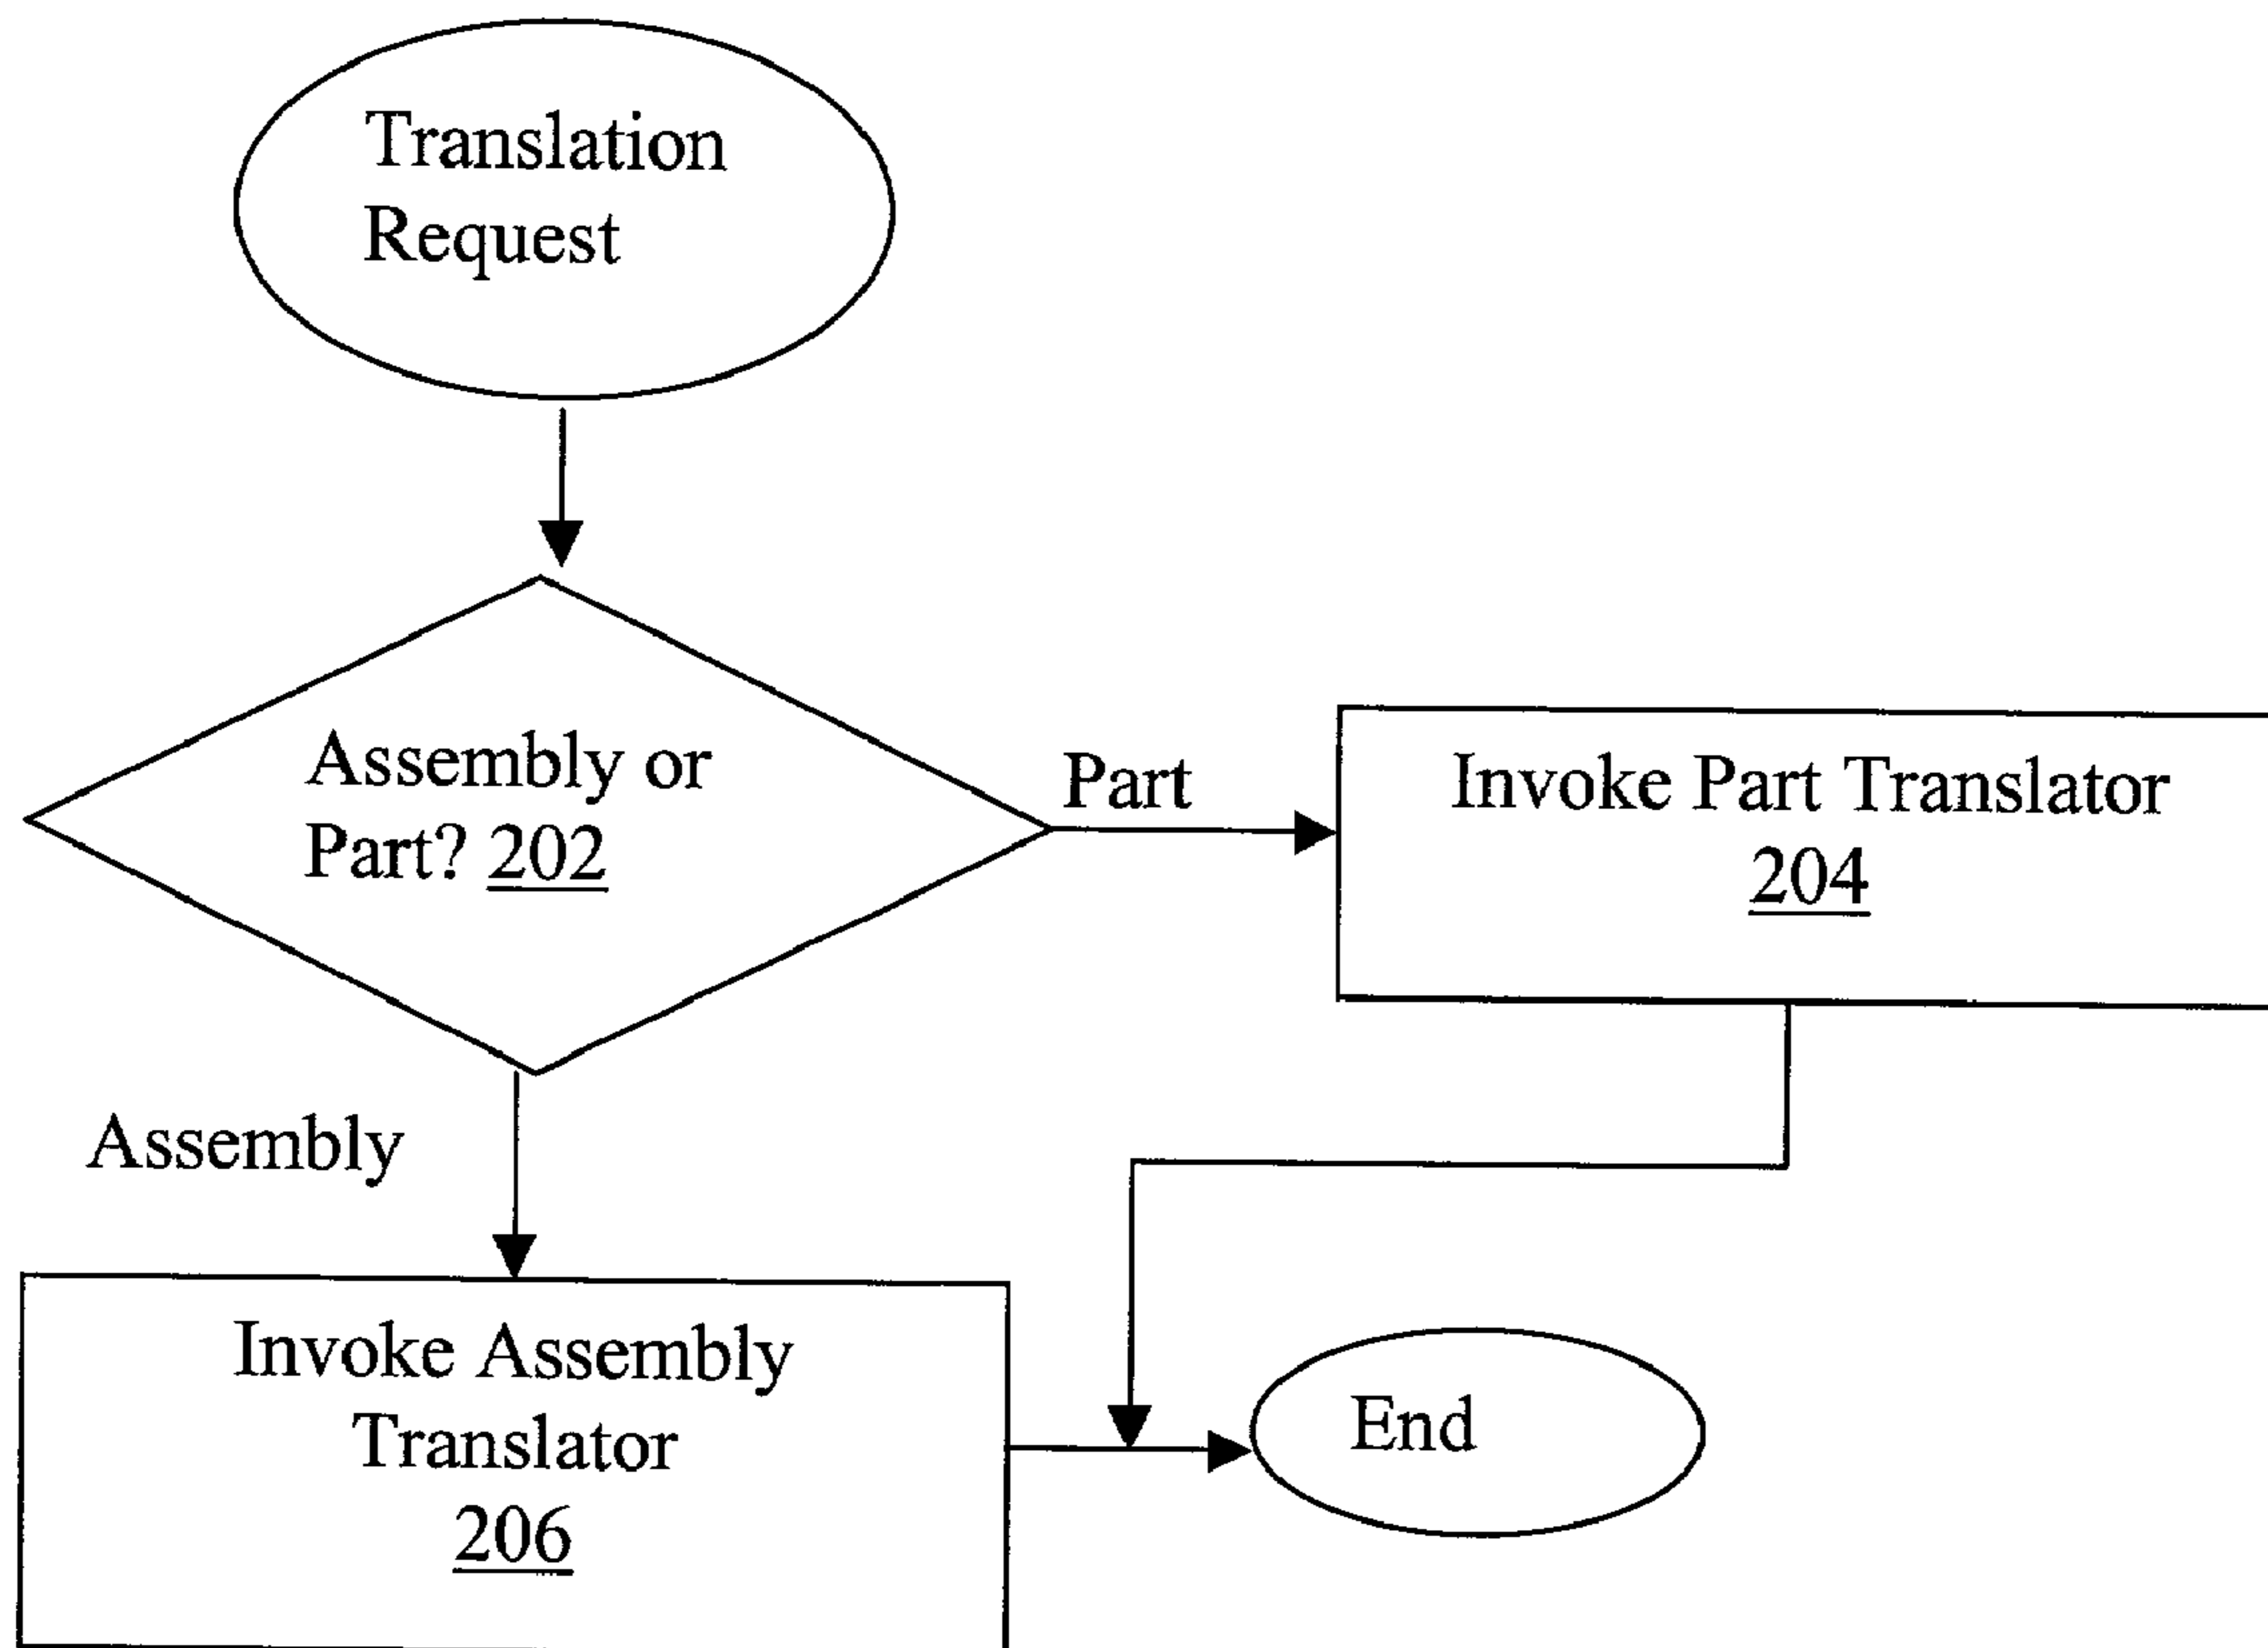 Translation
Request
Assembly or
Part? 202
Part
Invoke Part Translator
204
Assembly
Invoke Assembly
Translator
206
End